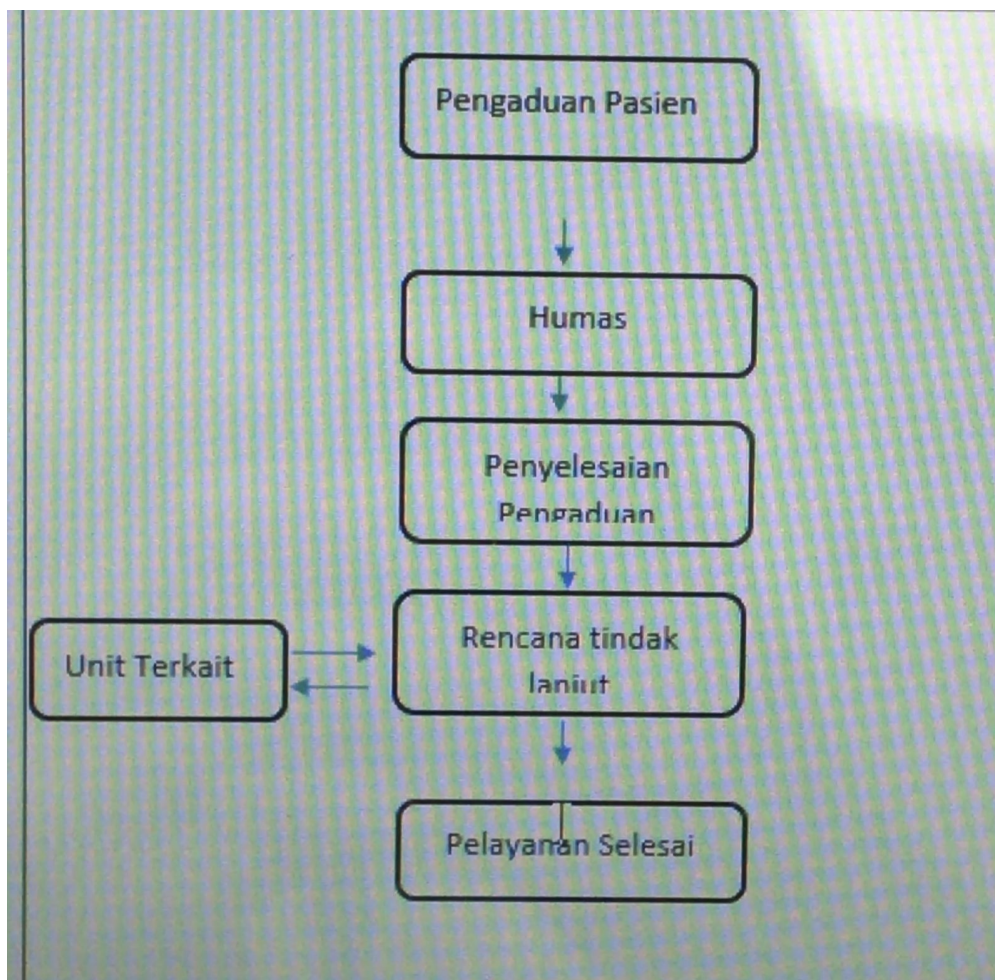 Pengaduan Pasien
Humas
Penyelesaian
Pengaduan
Unit Terkait
Rencana tindak
lanjut
Pelayanan Selesai